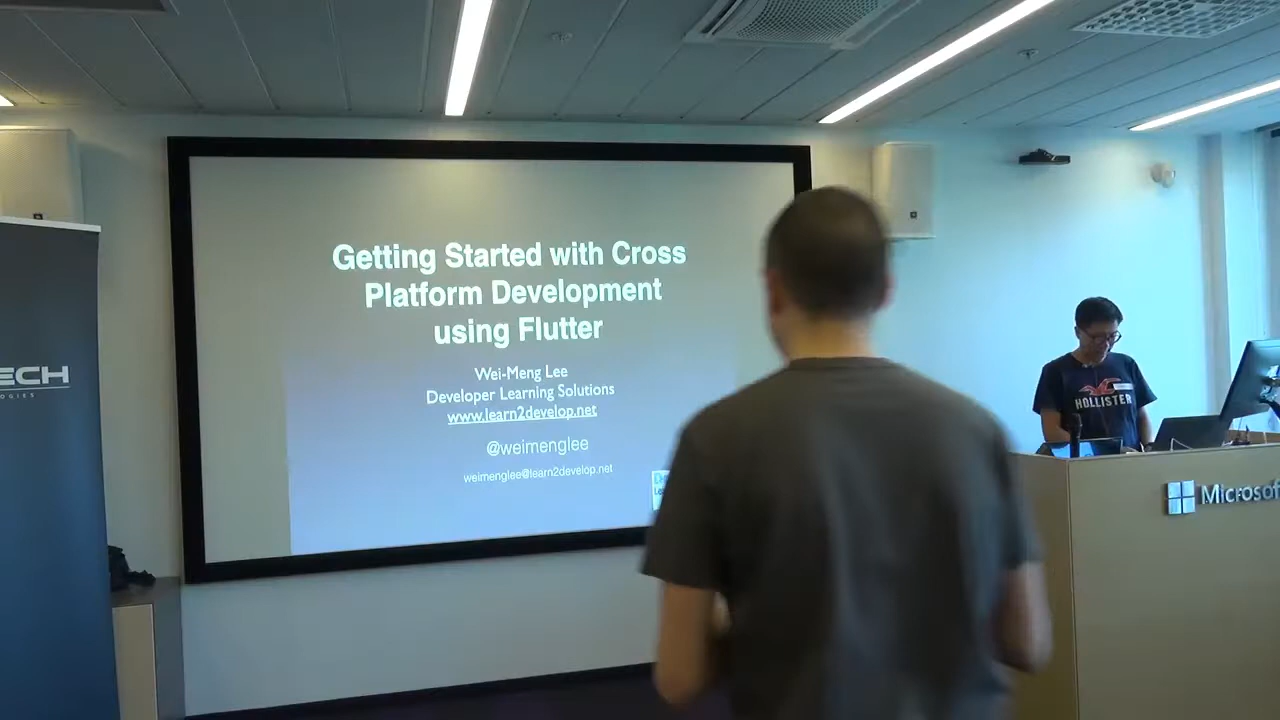 Getting Started with Cross
Platform Development
using Flutter
Wei-Meng Lee
Developer Learning Solutions
www.learn2develop.net
@weimenglee
weimenglee@learn2develop.net
ECH
OGIES
HOLLISTER
Microsof